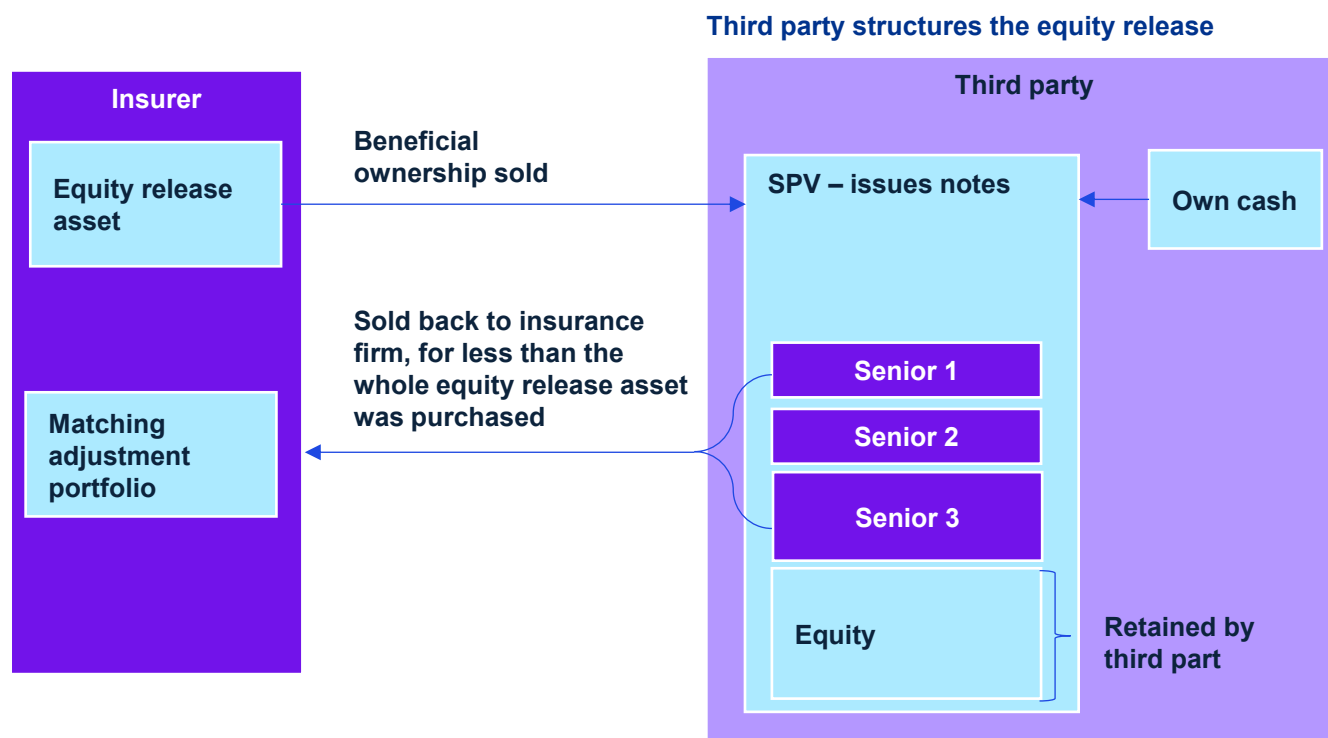 Third party structures the equity release
Insurer
Third party
Equity release
asset
Beneficial
ownership sold
SPV – issues notes
Own cash
Sold back to insurance
firm, for less than the
whole equity release asset
was purchased
Matching
adjustment
portfolio
Senior 1
Senior 2
Senior 3
Equity
Retained by
third part